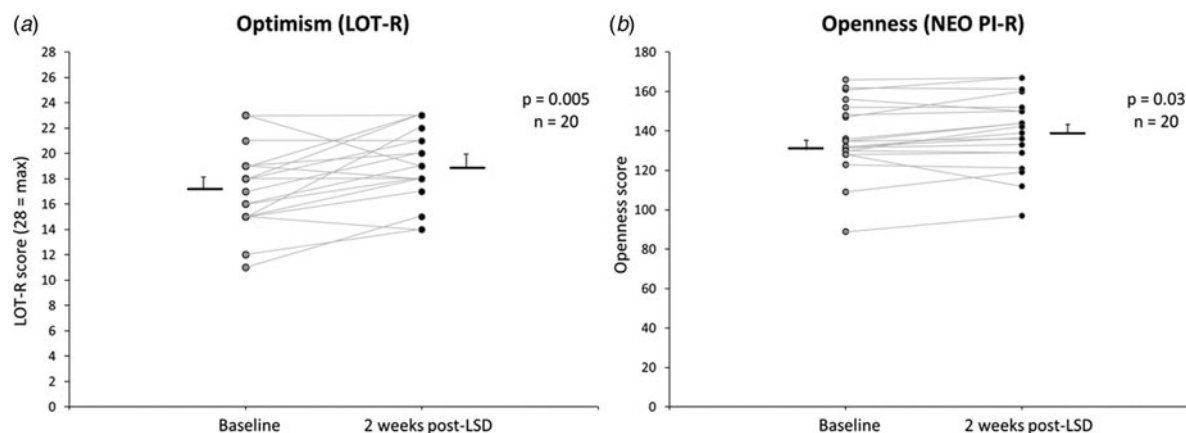 (a)
Optimism (LOT-R)
28
26
24
22
20
18
16
14
12
10
8
6
4
2
0
LOT-R score (28 = max)
p = 0.005
n = 20
Baseline
2 weeks post-LSD
(b)
Openness (NEO PI-R)
180
160
140
120
100
80
60
40
20
0
Openness score
p = 0.03
n = 20
Baseline
2 weeks post-LSD